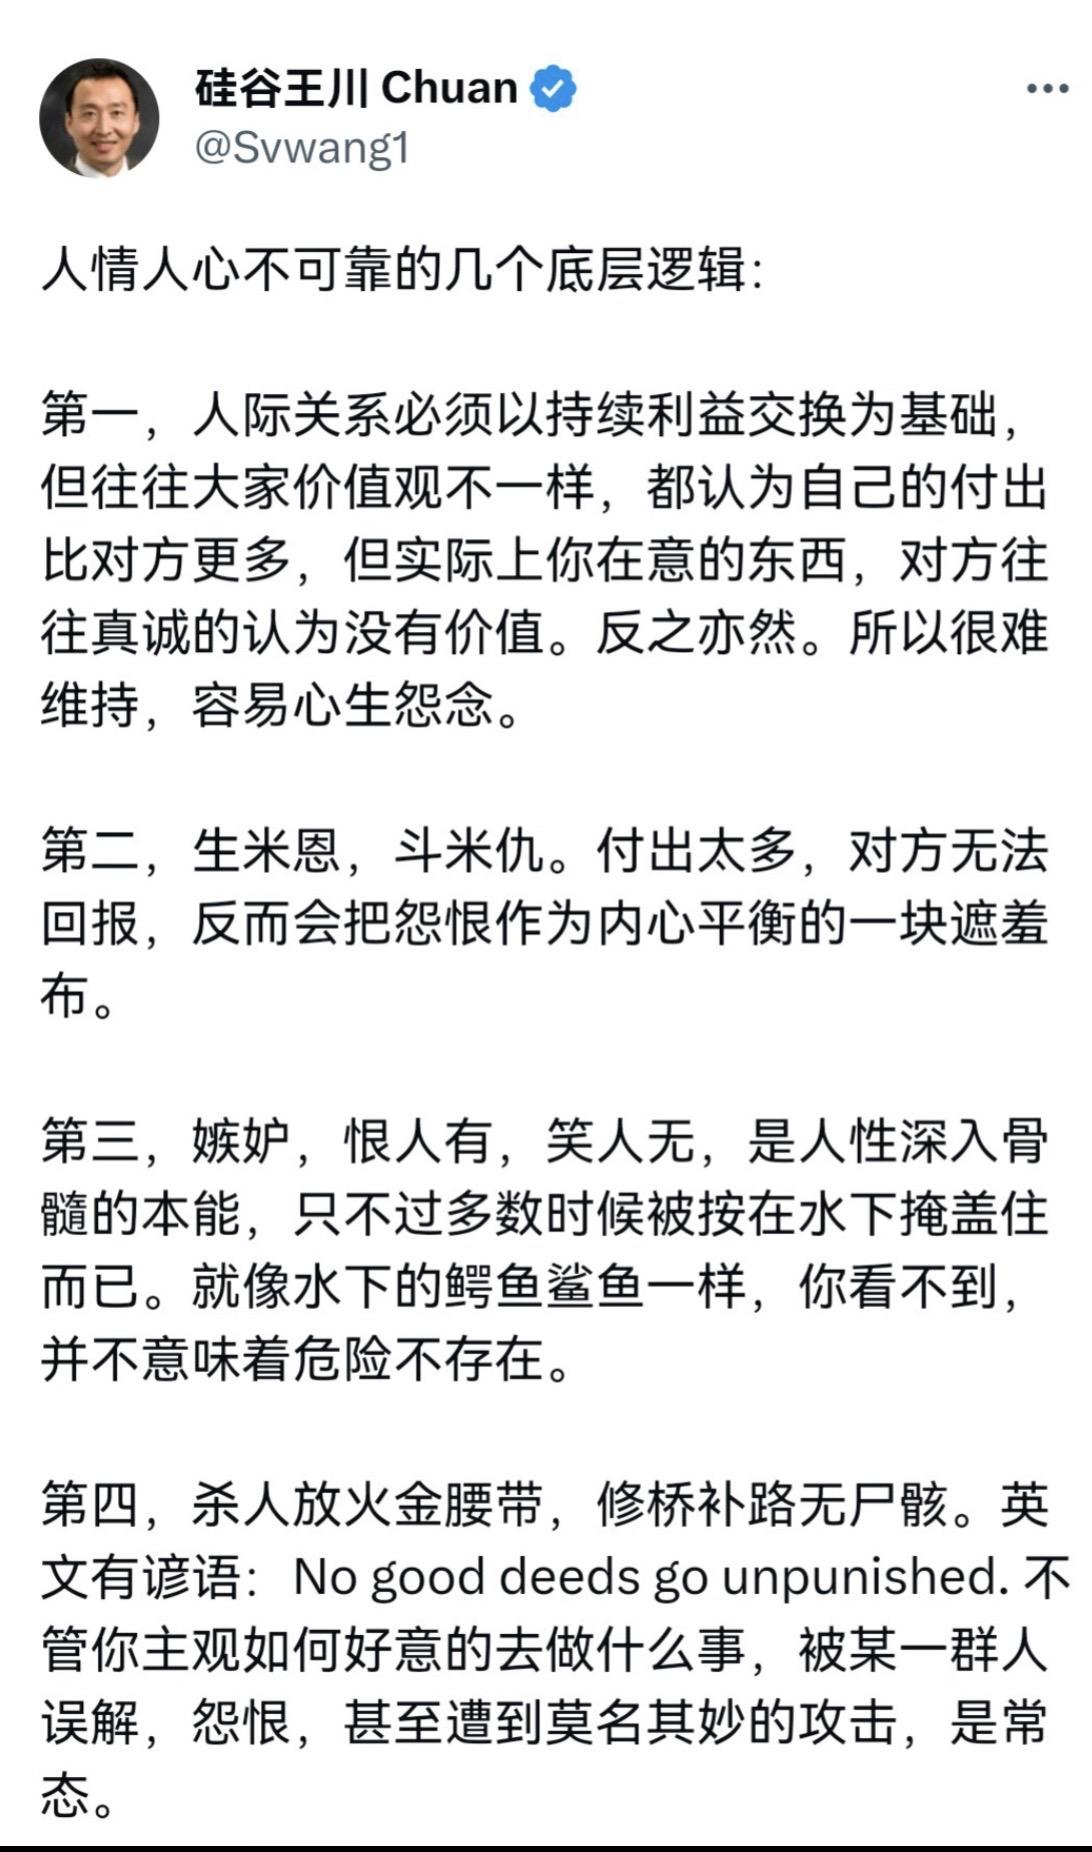 硅谷王川 Chuan
@Svwang1
人情人心不可靠的几个底层逻辑：
第一，人际关系必须以持续利益交换为基础，
但往往大家价值观不一样，都认为自己的付出
比对方更多，但实际上你在意的东西，对方往
往真诚的认为没有价值。反之亦然。所以很难
维持，容易心生怨念。
第二，生米恩，斗米仇。付出太多，对方无法
回报，反而会把怨恨作为内心平衡的一块遮羞
布。
第三，嫉妒，恨人有，笑人无，是人性深入骨
髓的本能，只不过多数时候被按在水下掩盖住
而已。就像水下的鳄鱼鲨鱼一样，你看不到，
并不意味着危险不存在。
第四，杀人放火金腰带，修桥补路无尸骸。英
文有谚语：No good deeds go unpunished. 不
管你主观如何好意的去做什么事，被某一群人
误解，怨恨，甚至遭到莫名其妙的攻击，是常
态。